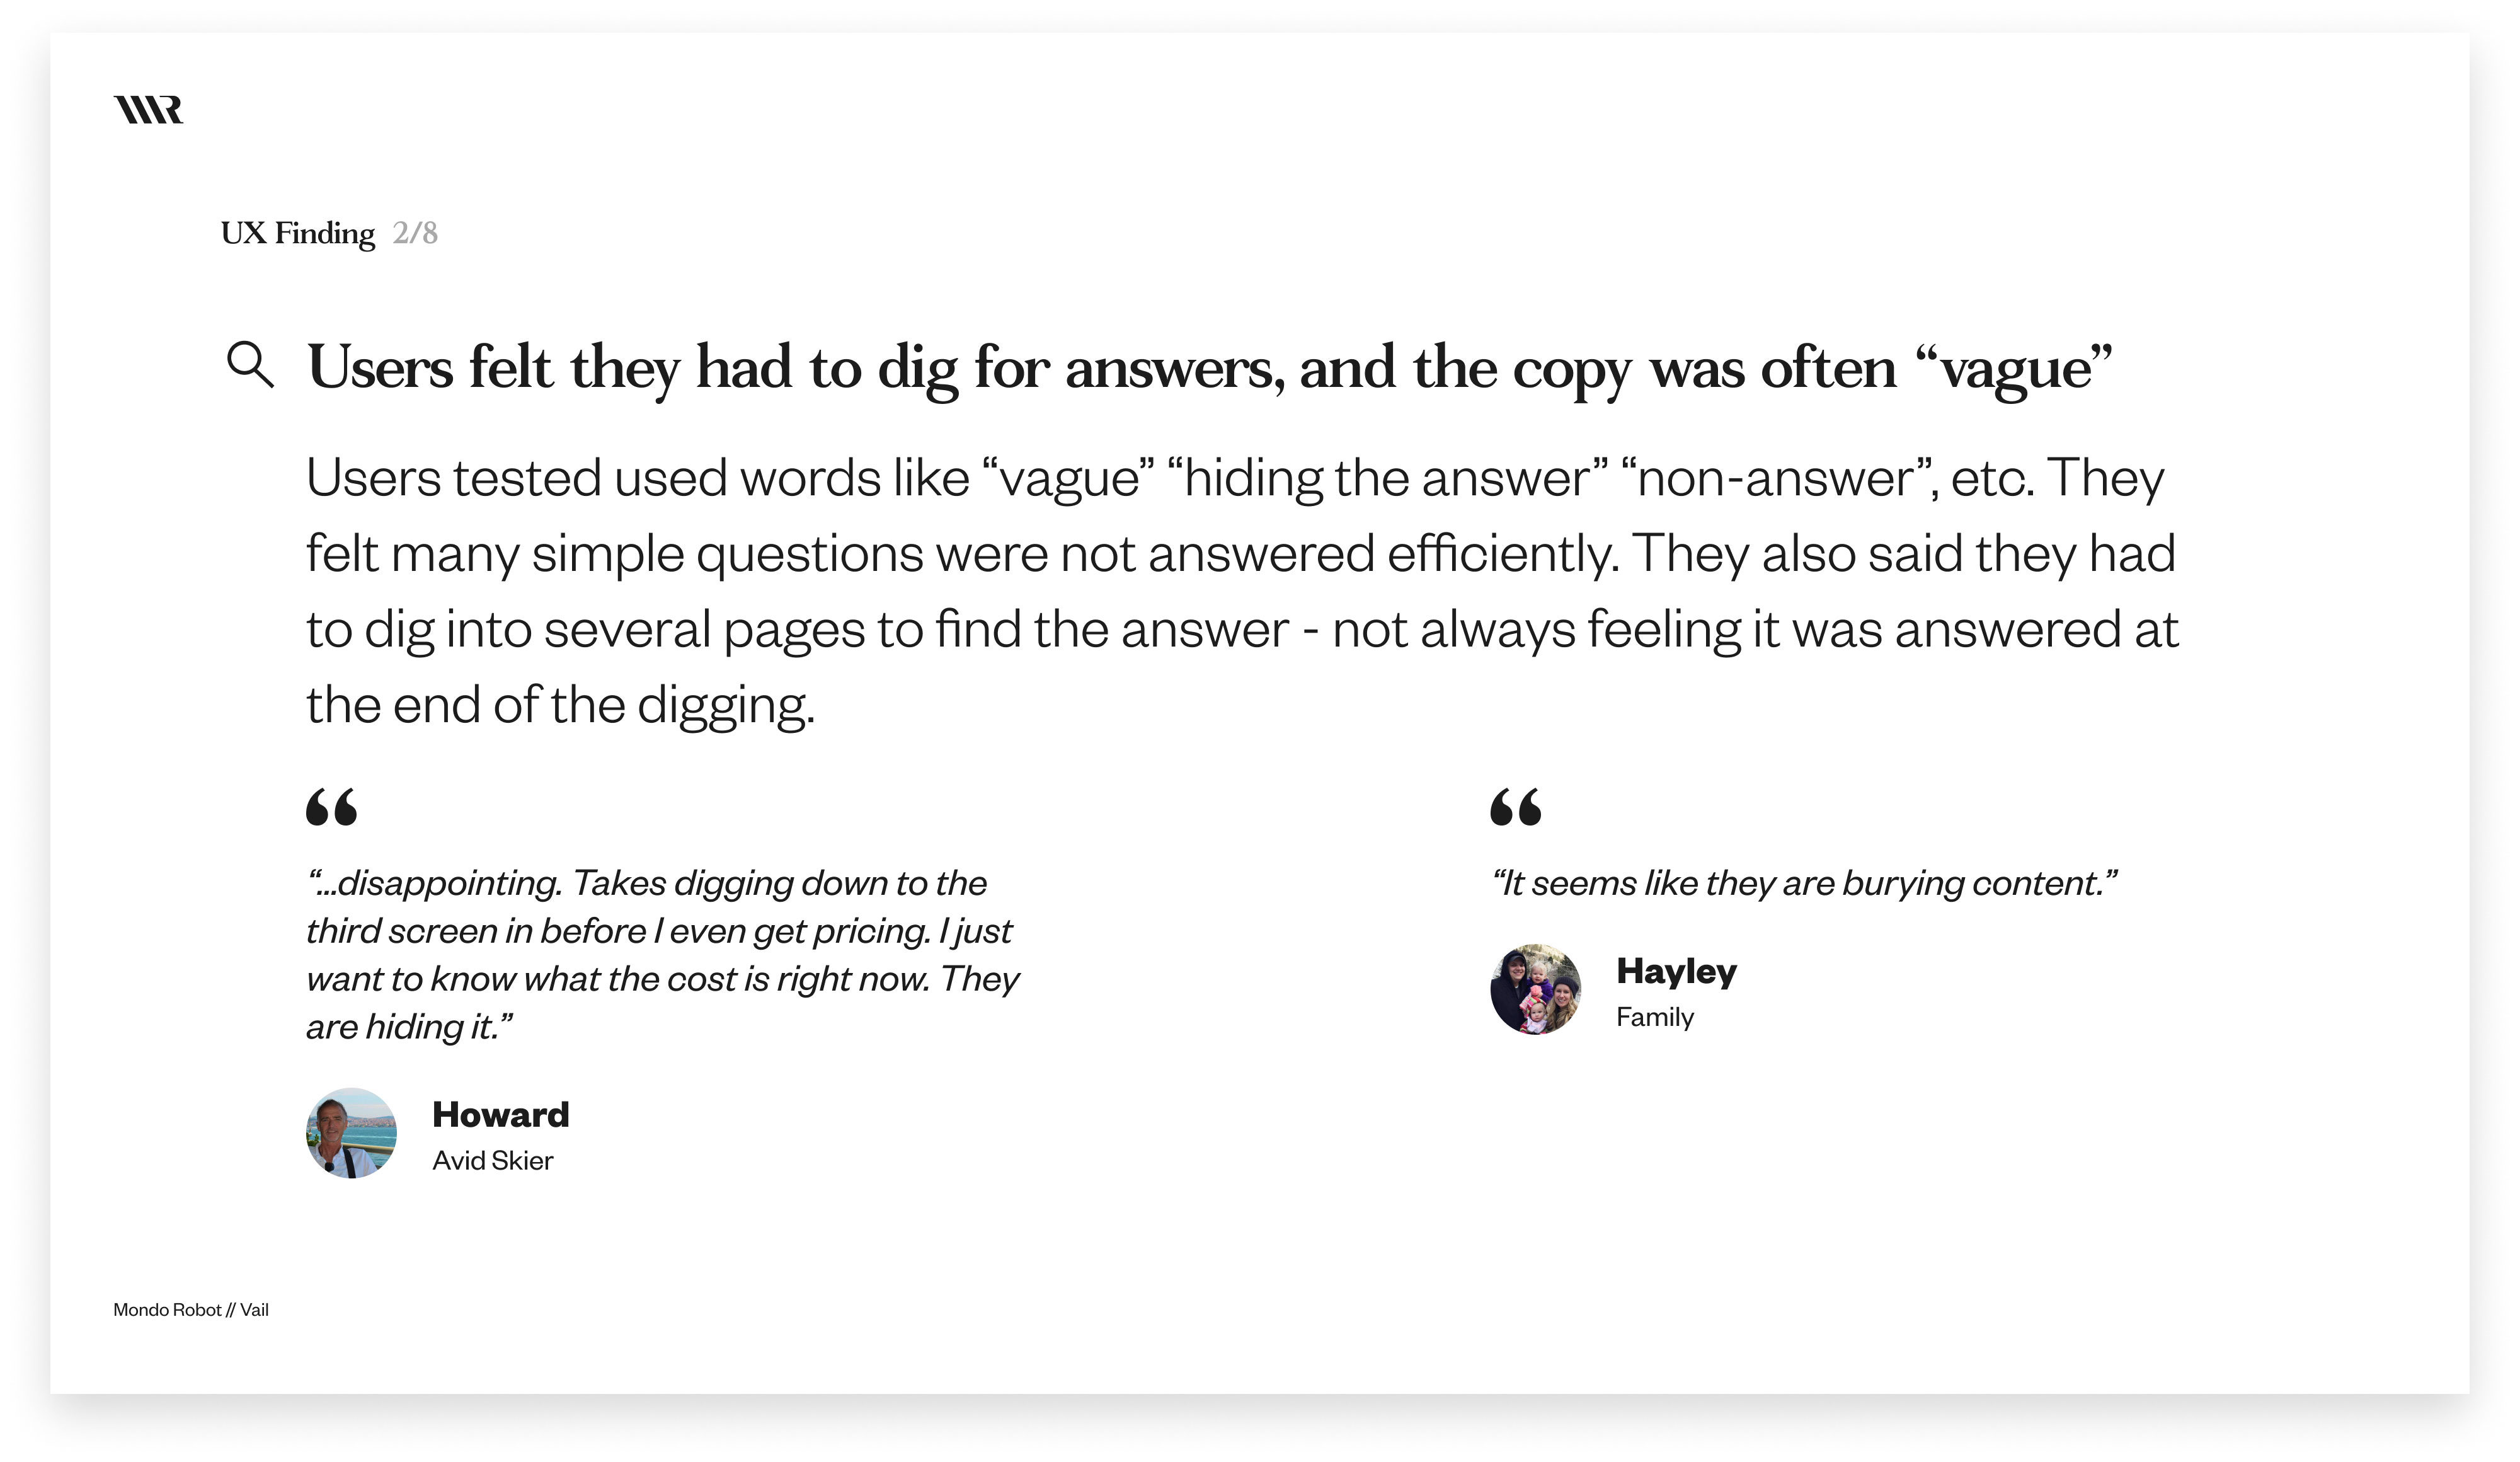 MR
UX Finding 2/8
Users felt they had to dig for answers, and the copy was often “vague”
Users tested used words like “vague” “hiding the answer” “non-answer”, etc. They
felt many simple questions were not answered efficiently. They also said they had
to dig into several pages to find the answer - not always feeling it was answered at
the end of the digging.
“...disappointing. Takes digging down to the
third screen in before I even get pricing. I just
want to know what the cost is right now. They
are hiding it.”
Howard
Avid Skier
“It seems like they are burying content.”
Hayley
Family
Mondo Robot // Vail